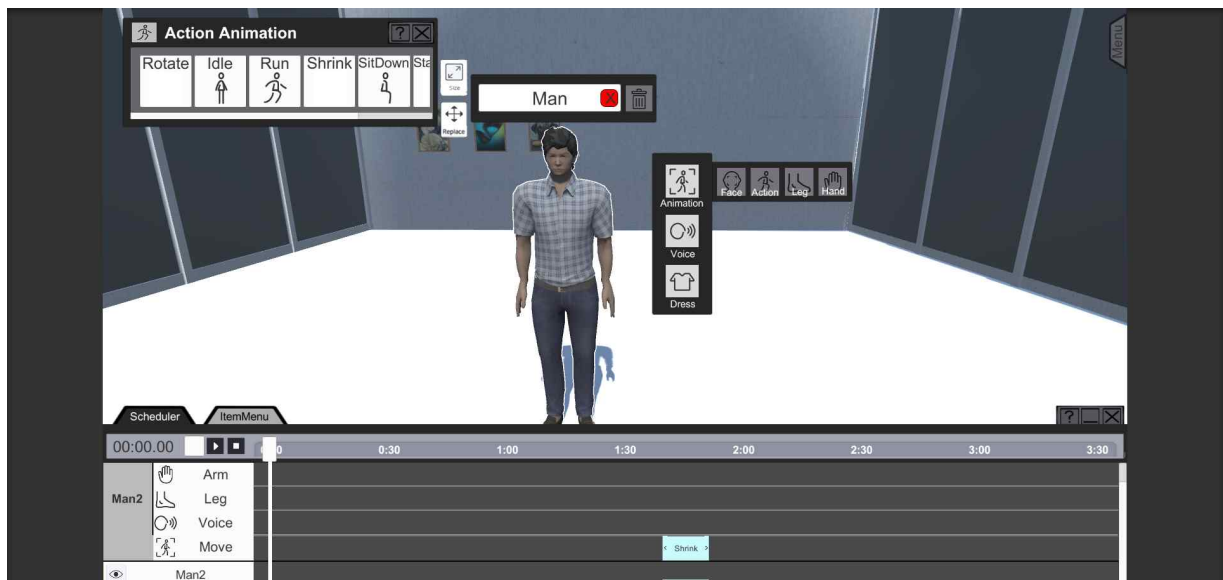 Action Animation
?
Rotate Idle Run Shrink SitDown Sta
Size
Replace
Man X
Menu
Animation
Face Action Leg Hand
Voice
Dress
Scheduler ItemMenu
?
00:00.00 0:30 1:00 1:30 2:00 2:30 3:00 3:30
Arm
Man2 Leg
Voice
Move < Shrink >
Man2